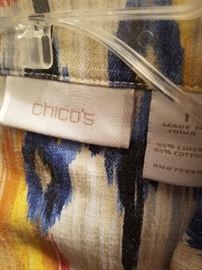 chico's
1
MADE IN
CHINA
55% LINEN
45% COTTON